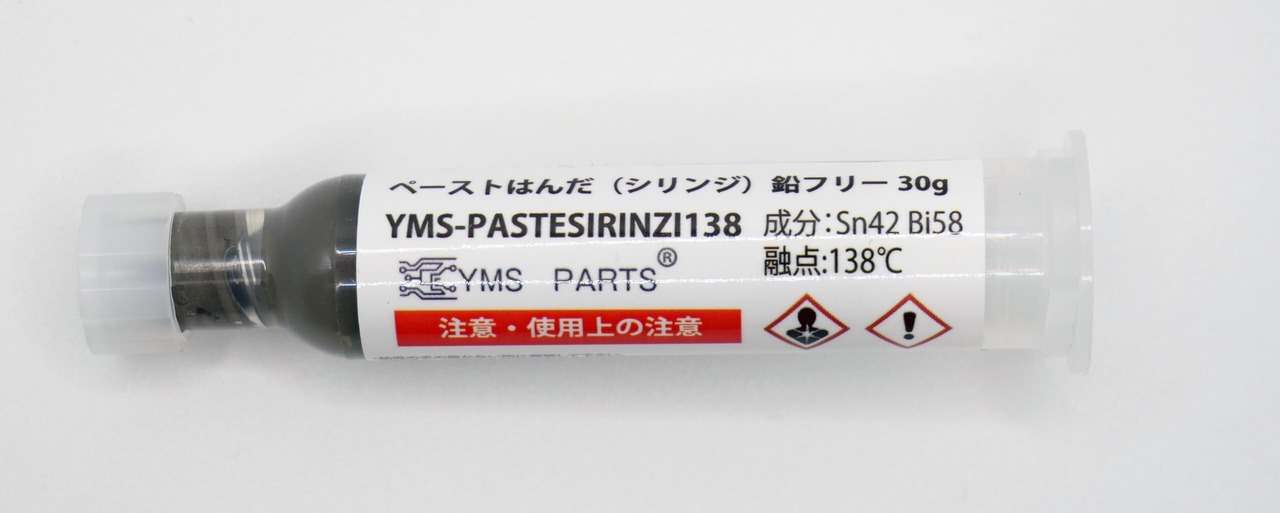 ペーストはんだ（シリンジ）鉛フリー 30g
YMS-PASTESIRINZI138
成分：Sn42 Bi58
融点:138℃
YMS PARTS®
注意・使用上の注意